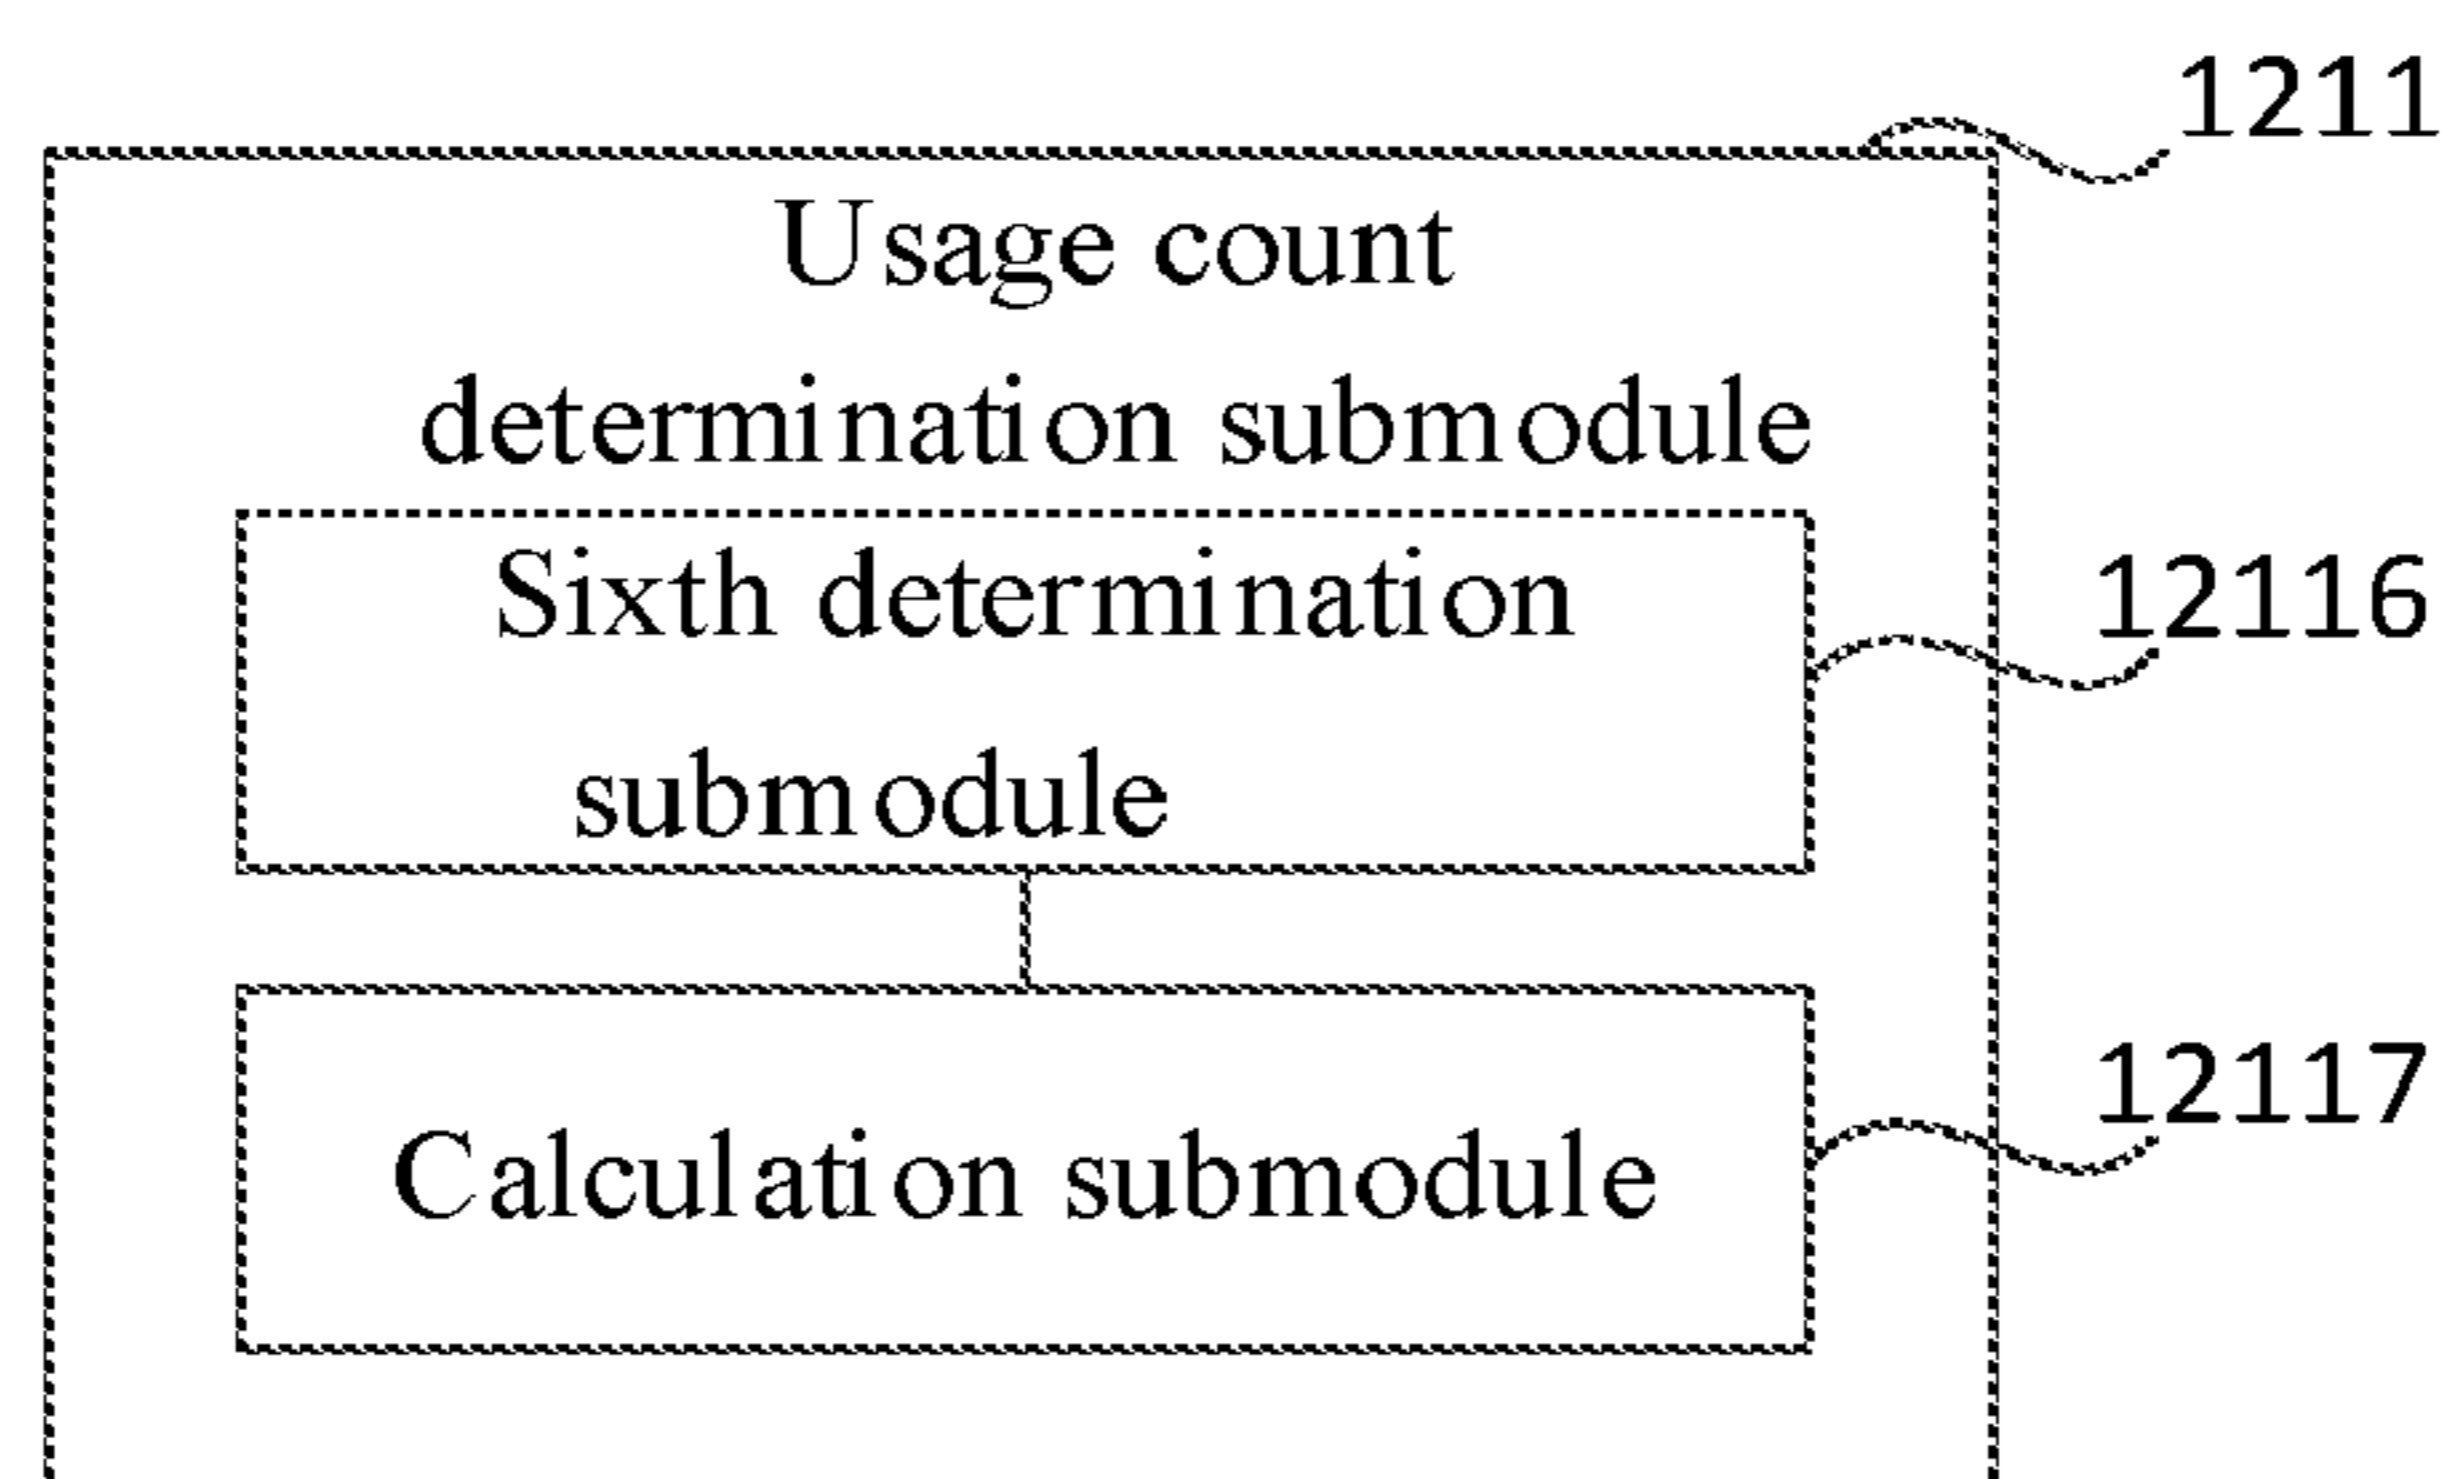 1211
Usage count
determination submodule
Sixth determination
submodule
12116
Calculation submodule
12117